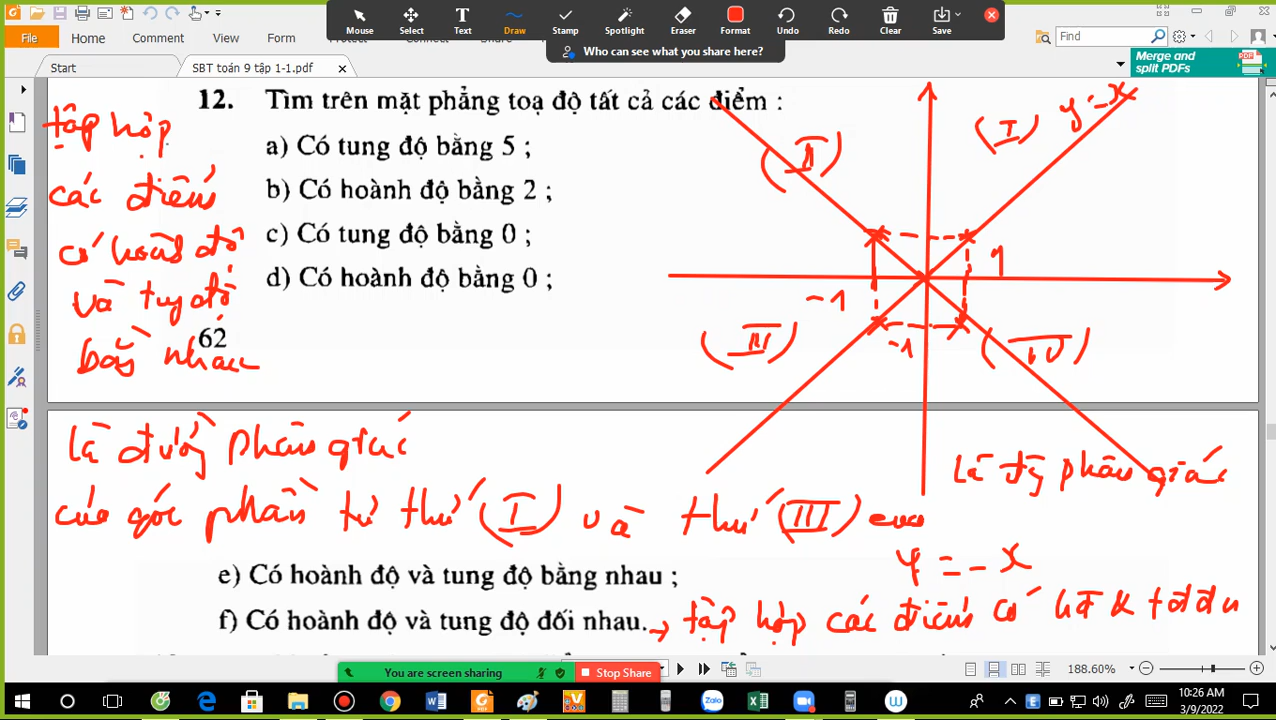 Mouse
Select
Text
Draw
Stamp
Spotlight
Eraser
Format
Undo
Redo
Clear
Save
Who can see what you share here?
File
Home
Comment
View
Form
Find
Start
SBT toán 9 tập 1-1.pdf
Merge and
split PDFs
12. Tìm trên mặt phẳng toạ độ tất cả các điểm :
a) Có tung độ bằng 5 ;
b) Có hoành độ bằng 2 ;
c) Có tung độ bằng 0 ;
d) Có hoành độ bằng 0 ;
62
tập hợp
các điểm
có hoành độ
và tung độ
bằng nhau
(II)
(I)
y = x
1
-1
(III)
-1
(IV)
là đường phân giác
của góc phần tư thứ (I) và thứ (III)
là đg phân giác
y = - x
e) Có hoành độ và tung độ bằng nhau ;
f) Có hoành độ và tung độ đối nhau.
→ tập hợp các điểm có hđ & tđ đn
You are screen sharing
Stop Share
188.60%
10:26 AM
3/9/2022